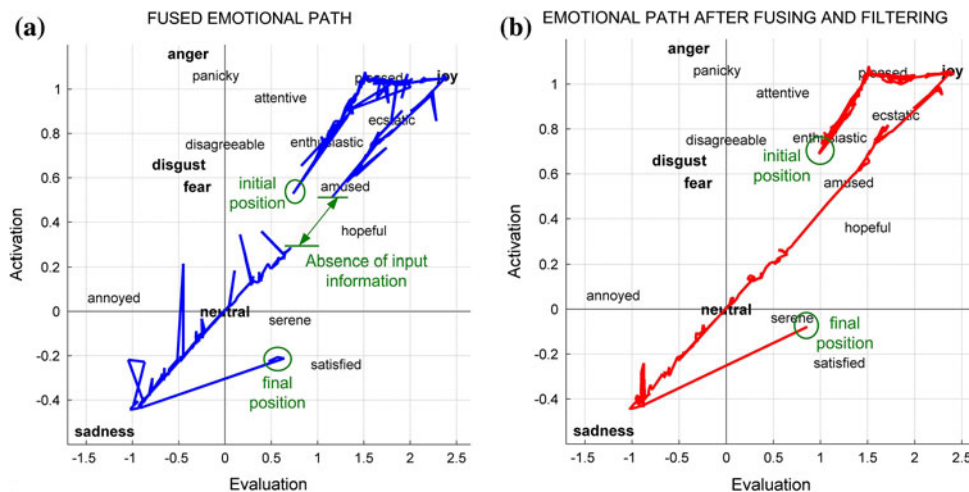 (a)
FUSED EMOTIONAL PATH
anger
panicky
pleased
joy
1
attentive
ecstatic
0.8
disagreeable
enthusiastic
disgust
0.6
fear
initial
position
amused
0.4
hopeful
Absence of input
information
0.2
annoyed
neutral
0
serene
-0.2
satisfied
final
position
-0.4
sadness
-1.5
-1
-0.5
0
0.5
1
1.5
2
2.5
Evaluation
Activation
(b)
EMOTIONAL PATH AFTER FUSING AND FILTERING
anger
panicky
pleased
joy
1
attentive
ecstatic
0.8
disagreeable
enthusiastic
disgust
initial
position
0.6
fear
amused
0.4
hopeful
0.2
annoyed
neutral
0
serene
final
position
-0.2
satisfied
-0.4
sadness
-1.5
-1
-0.5
0
0.5
1
1.5
2
2.5
Evaluation
Activation